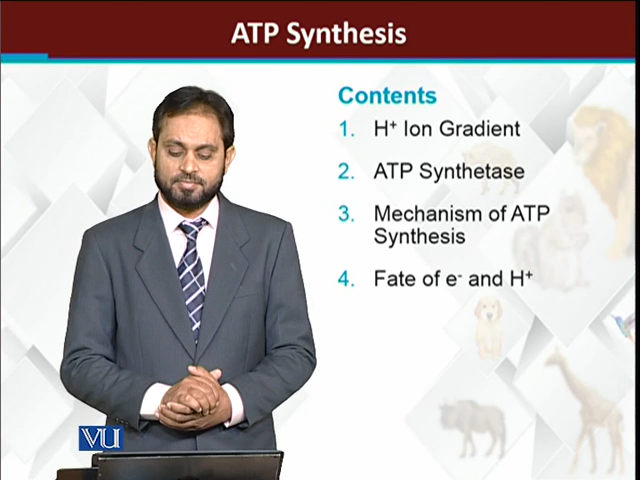 ATP Synthesis
Contents
1. H⁺ Ion Gradient
2. ATP Synthetase
3. Mechanism of ATP
Synthesis
4. Fate of e⁻ and H⁺
VU